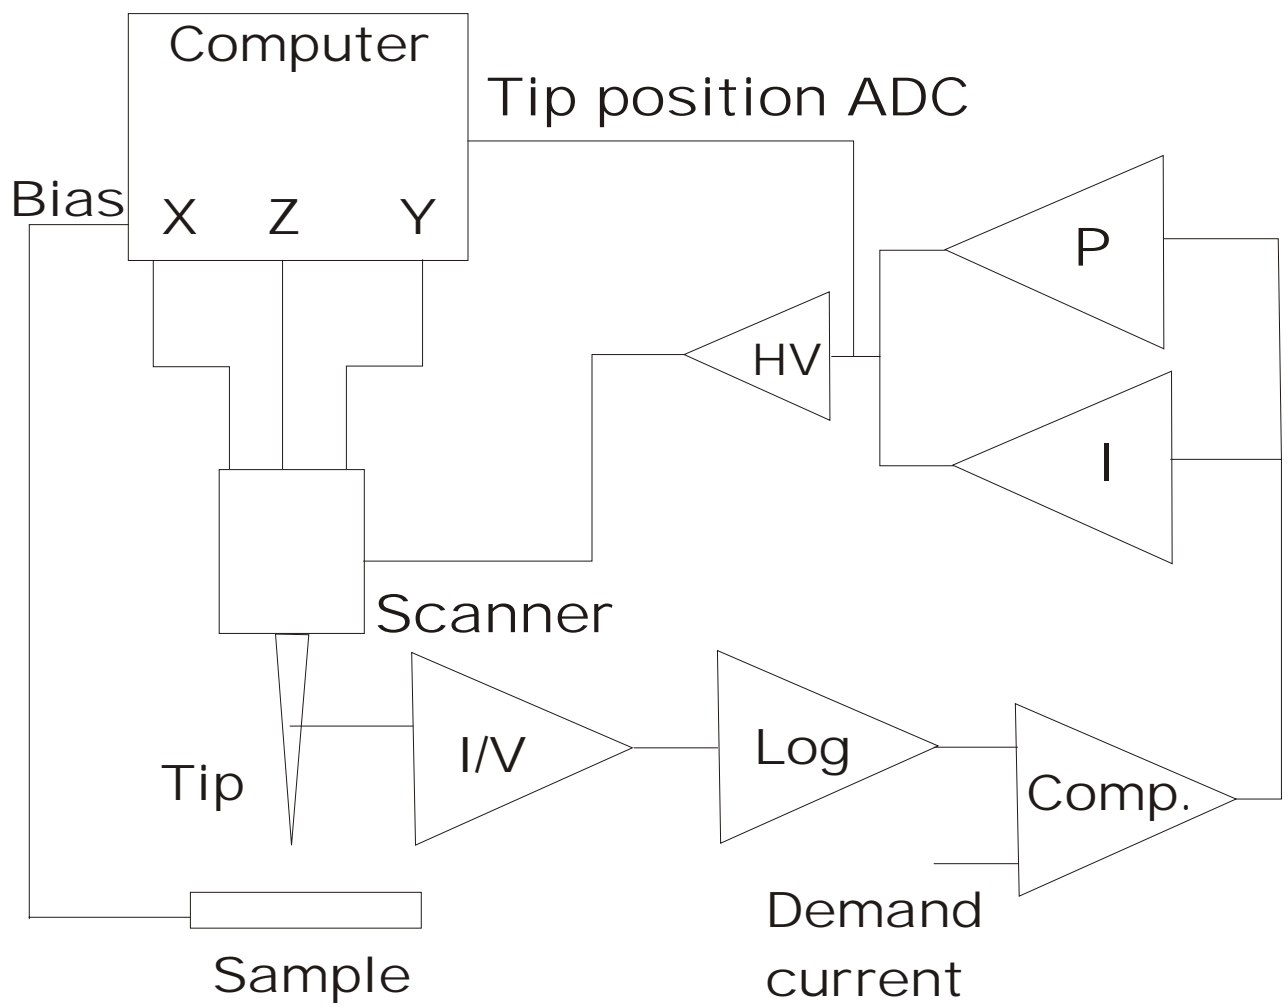 Computer
Tip position ADC
Bias
X Z Y
P
HV
I
Scanner
I/V
Log
Tip
Comp.
Demand
current
Sample